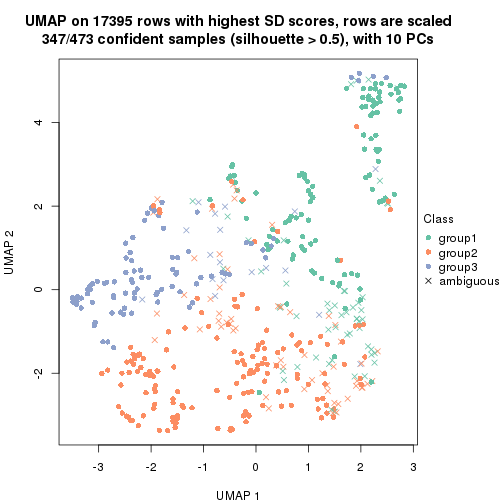 UMAP on 17395 rows with highest SD scores, rows are scaled
347/473 confident samples (silhouette > 0.5), with 10 PCs
4
2
0
-2
UMAP 2
-3 -2 -1 0 1 2 3
UMAP 1
Class
group1
group2
group3
ambiguous